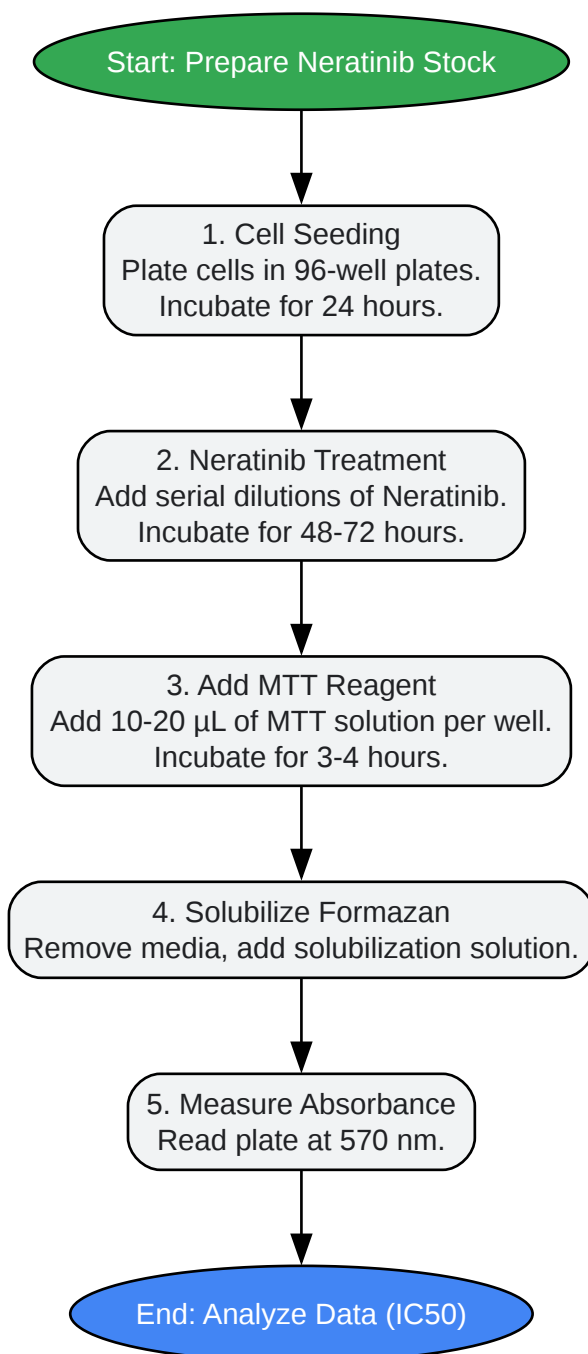 Start: Prepare Neratinib Stock
1. Cell Seeding
Plate cells in 96-well plates.
Incubate for 24 hours.
2. Neratinib Treatment
Add serial dilutions of Neratinib.
Incubate for 48-72 hours.
3. Add MTT Reagent
Add 10-20 µL of MTT solution per well.
Incubate for 3-4 hours.
4. Solubilize Formazan
Remove media, add solubilization solution.
5. Measure Absorbance
Read plate at 570 nm.
End: Analyze Data (IC50)